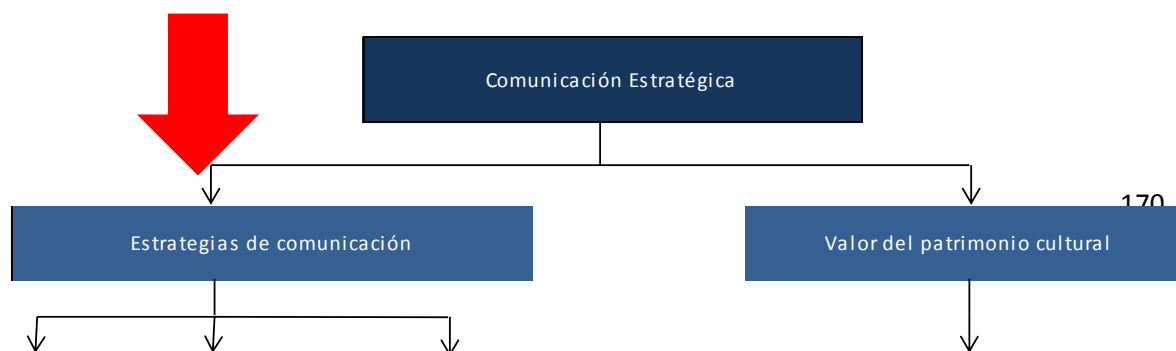 Comunicación Estratégica
170
Estrategias de comunicación
Valor del patrimonio cultural